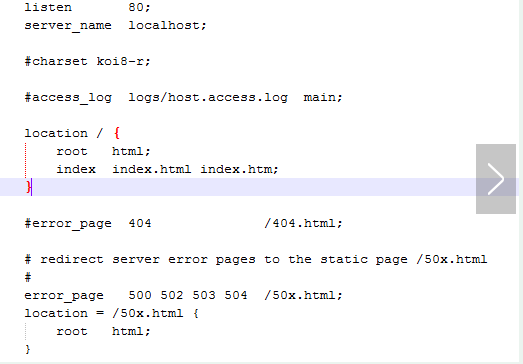 listen       80;
server_name  localhost;
#charset koi8-r;
#access_log  logs/host.access.log  main;
location / {
    root   html;
    index  index.html index.htm;
}
#error_page  404              /404.html;
# redirect server error pages to the static page /50x.html
#
error_page   500 502 503 504  /50x.html;
location = /50x.html {
    root   html;
}